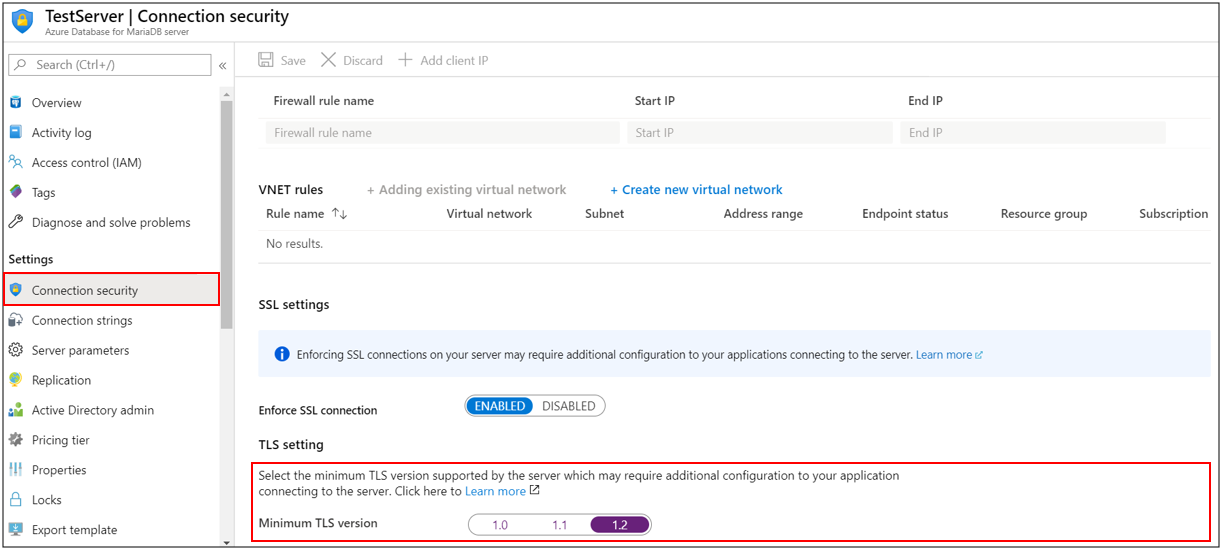 TestServer | Connection security
Azure Database for MariaDB server
Search (Ctrl+/)
«
Overview
Activity log
Access control (IAM)
Tags
Diagnose and solve problems
Settings
Connection security
Connection strings
Server parameters
Replication
Active Directory admin
Pricing tier
Properties
Locks
Export template
Save Discard Add client IP
Firewall rule name Start IP End IP
Firewall rule name Start IP End IP
VNET rules + Adding existing virtual network + Create new virtual network
Rule name ↑↓ Virtual network Subnet Address range Endpoint status Resource group Subscription
No results.
SSL settings
Enforcing SSL connections on your server may require additional configuration to your applications connecting to the server. Learn more
Enforce SSL connection ENABLED DISABLED
TLS setting
Select the minimum TLS version supported by the server which may require additional configuration to your application
connecting to the server. Click here to Learn more
Minimum TLS version 1.0 1.1 1.2